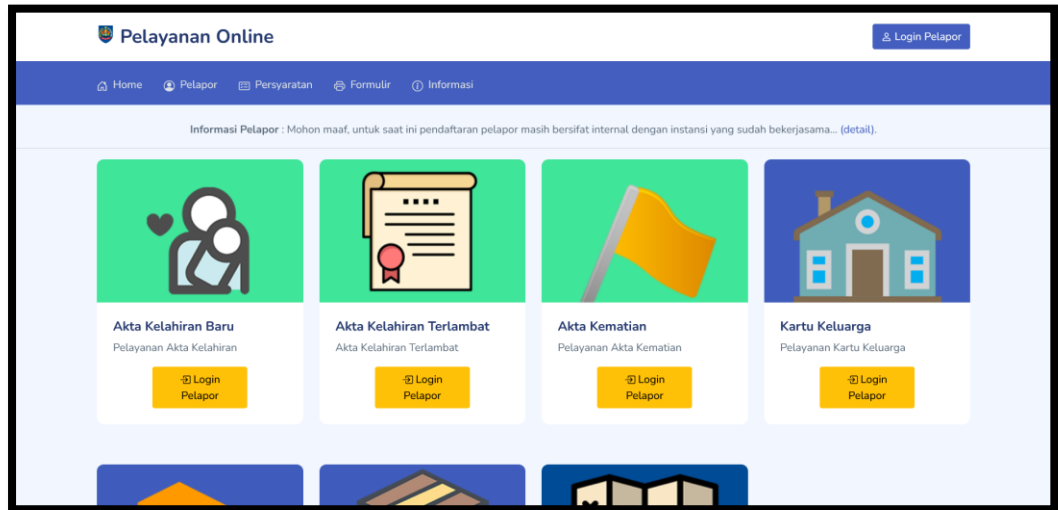 Pelayanan Online
Login Pelapor
Home Pelapor Persyaratan Formulir Informasi
Informasi Pelapor : Mohon maaf, untuk saat ini pendaftaran pelapor masih bersifat internal dengan instansi yang sudah bekerjasama... (detail).
Akta Kelahiran Baru
Pelayanan Akta Kelahiran
Login
Pelapor
Akta Kelahiran Terlambat
Akta Kelahiran Terlambat
Login
Pelapor
Akta Kematian
Pelayanan Akta Kematian
Login
Pelapor
Kartu Keluarga
Pelayanan Kartu Keluarga
Login
Pelapor